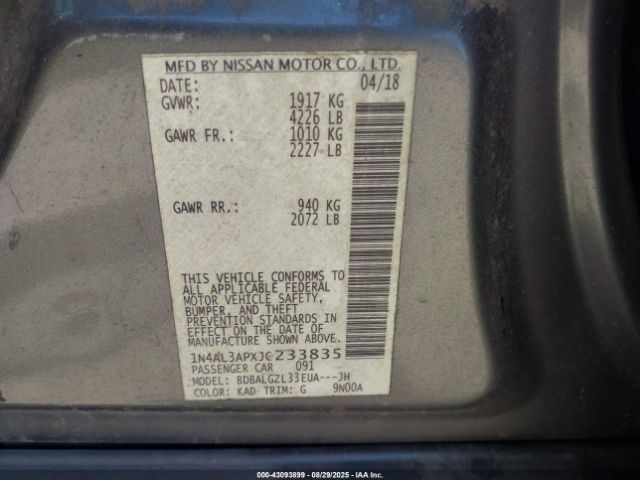 MFD BY NISSAN MOTOR CO., LTD.
DATE: 04/18
GVWR: 1917 KG
4226 LB
GAWR FR.: 1010 KG
2227 LB
GAWR RR.: 940 KG
2072 LB
THIS VEHICLE CONFORMS TO
ALL APPLICABLE FEDERAL
MOTOR VEHICLE SAFETY,
BUMPER, AND THEFT
PREVENTION STANDARDS IN
EFFECT ON THE DATE OF
MANUFACTURE SHOWN ABOVE.
1N4AL3APXJC233835
PASSENGER CAR 091
MODEL: BDBALGZL33EUA---JH
COLOR: KAD TRIM: G 9N00A
000-43093899 - 08/29/2025 - IAA Inc.